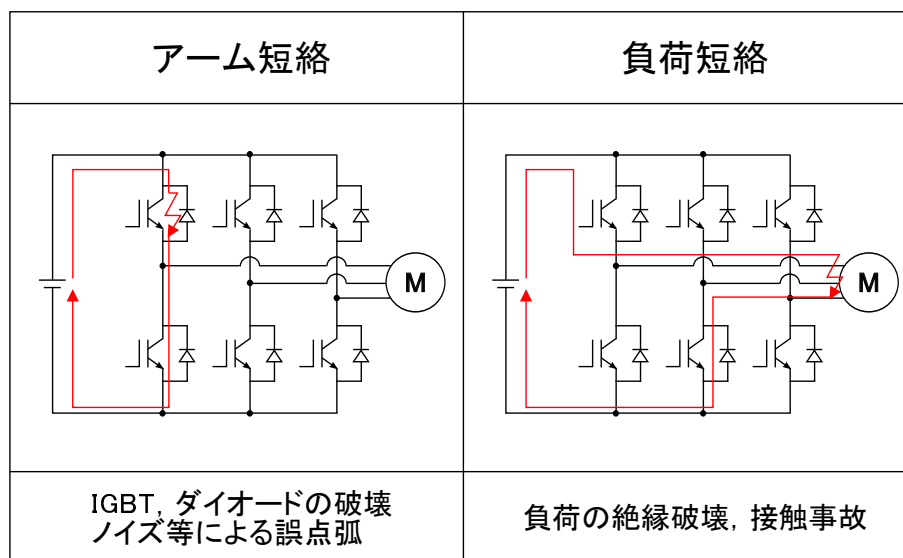 アーム短絡
負荷短絡
M
M
IGBT, ダイオードの破壊
ノイズ等による誤点弧
負荷の絶縁破壊, 接触事故